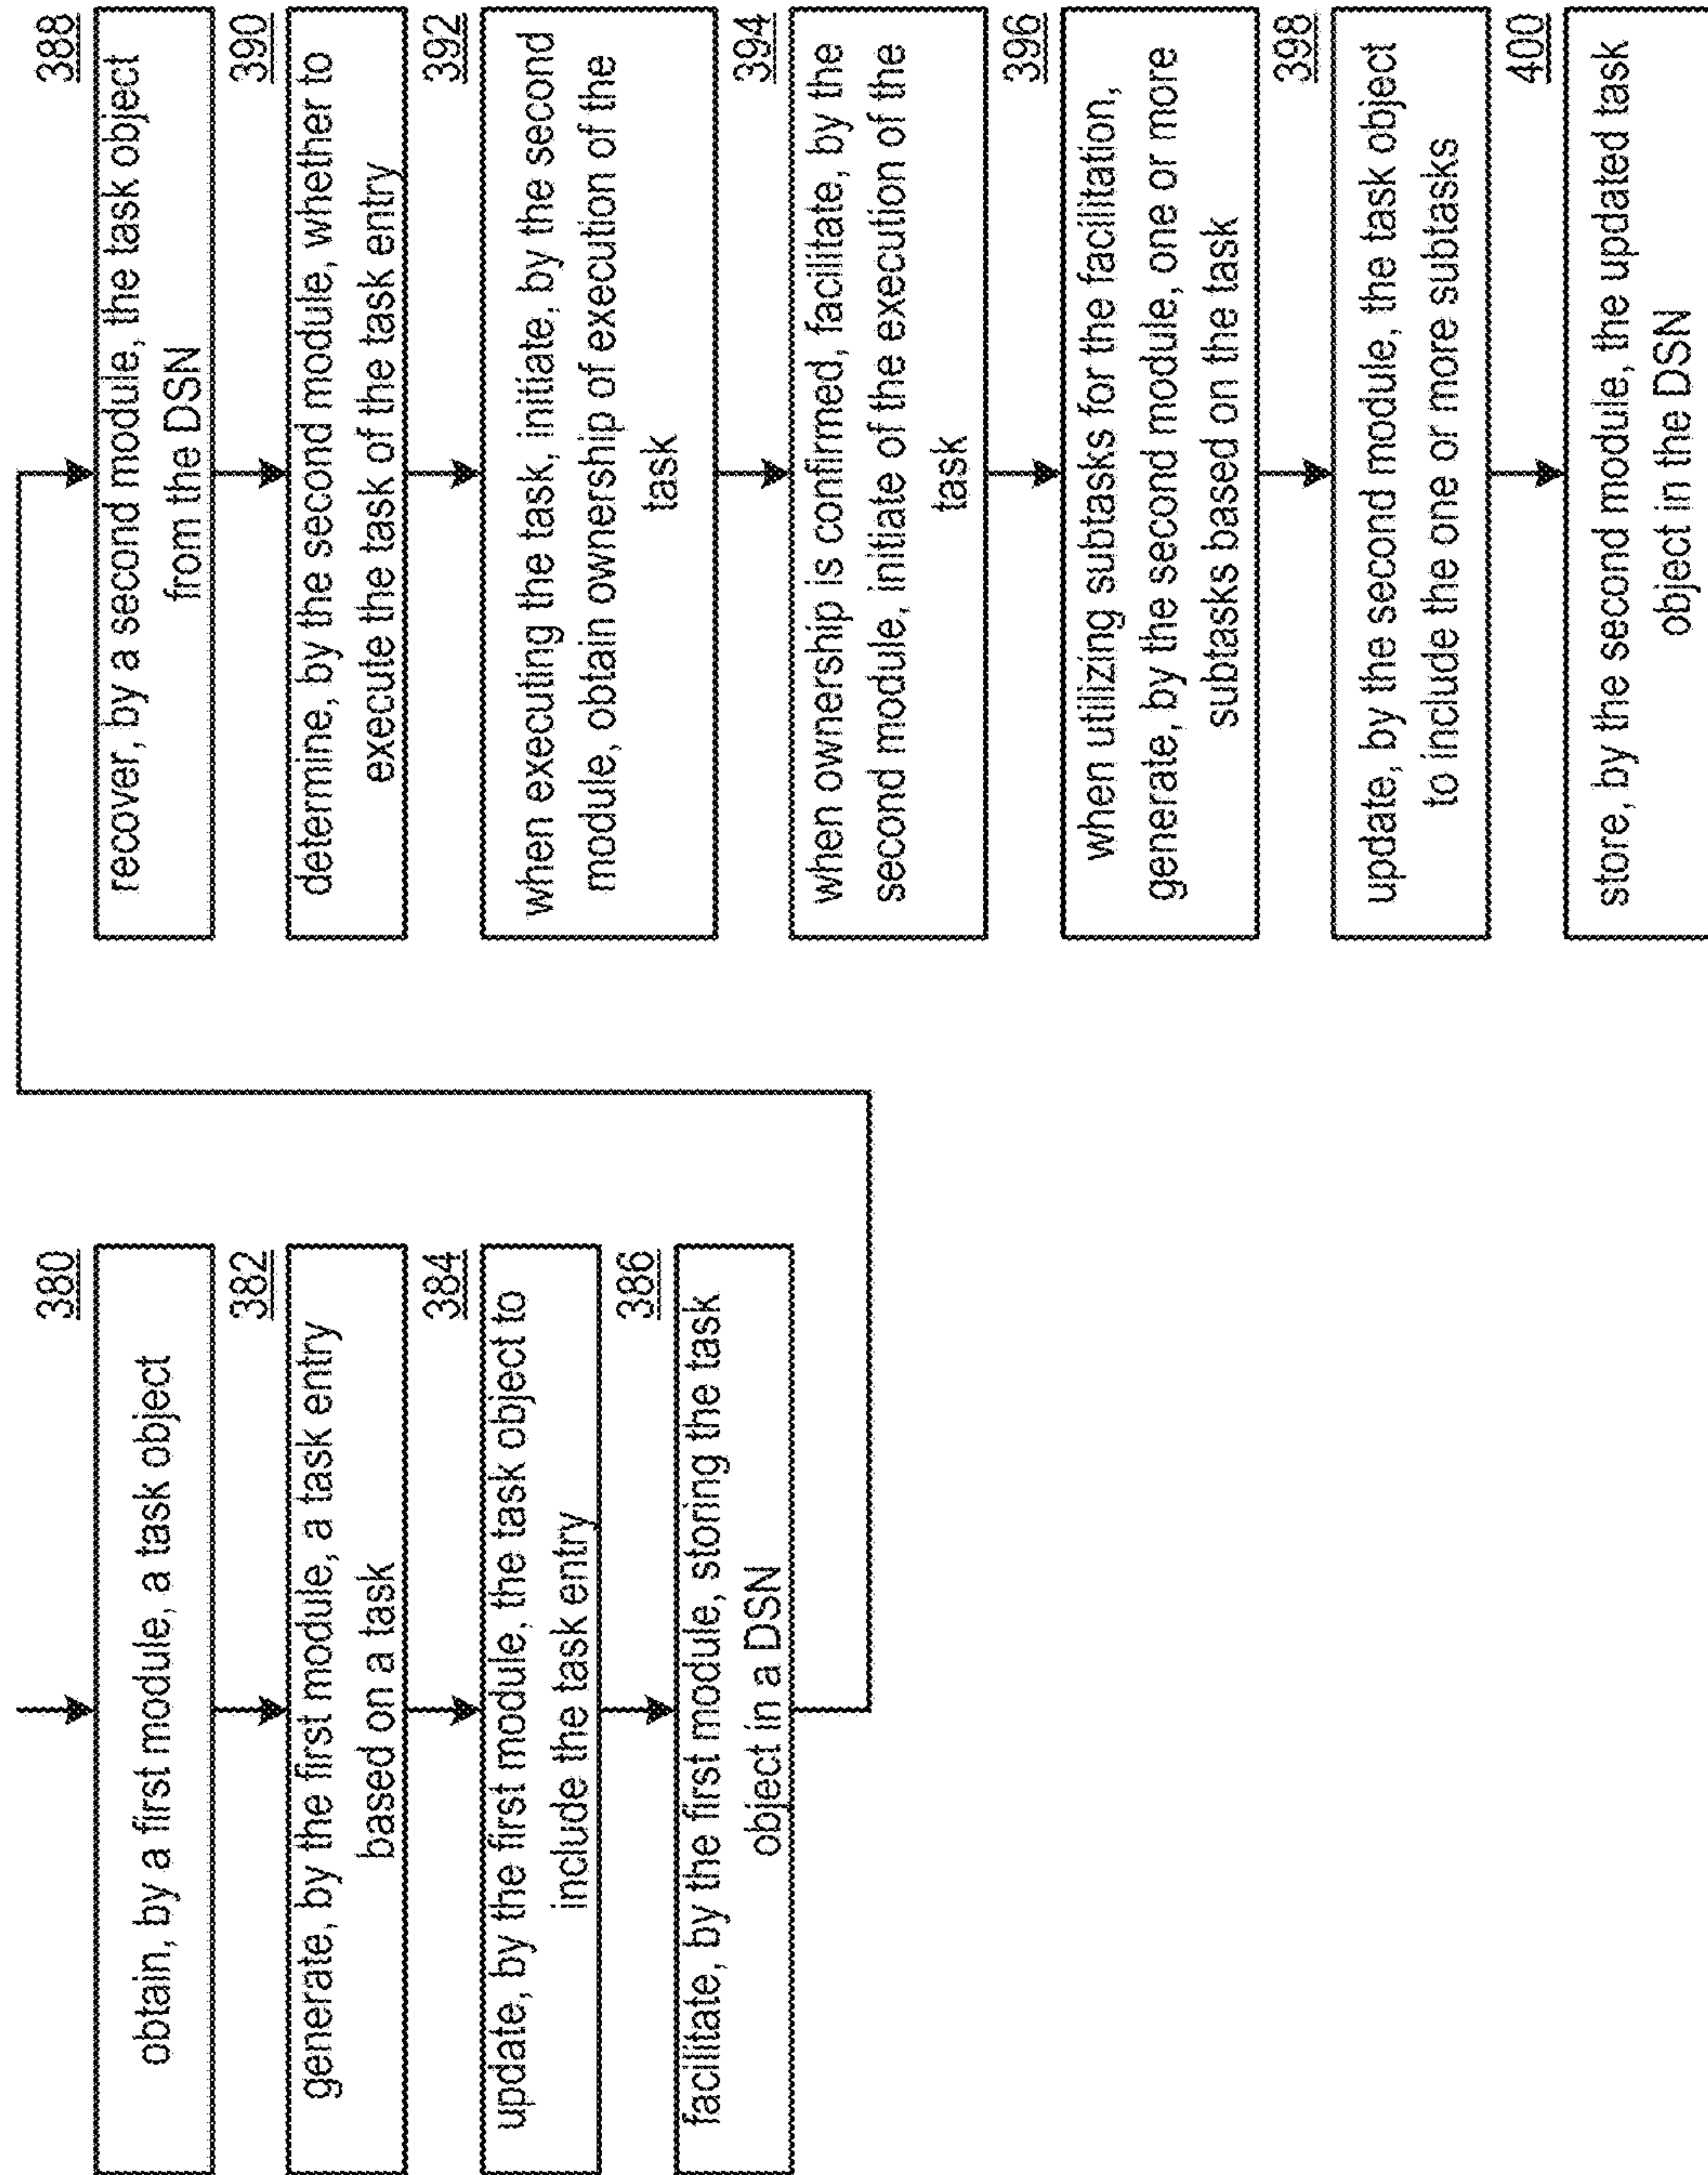 380
obtain, by a first module, a task object
382
generate, by the first module, a task entry
based on a task
384
update, by the first module, the task object to
include the task entry
386
facilitate, by the first module, storing the task
object in a DSN
388
recover, by a second module, the task object
from the DSN
390
determine, by the second module, whether to
execute the task of the task entry
392
when executing the task, initiate, by the second
module, obtain ownership of execution of the
task
394
when ownership is confirmed, facilitate, by the
second module, initiate of the execution of the
task
396
when utilizing subtasks for the facilitation,
generate, by the second module, one or more
subtasks based on the task
398
update, by the second module, the task object
to include the one or more subtasks
400
store, by the second module, the updated task
object in the DSN